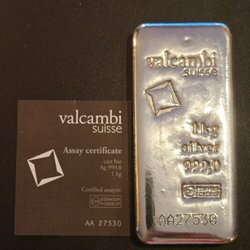 valcambi
suisse
Assay certificate
cast bar
Ag 999.0
1 kg
Certified assayer:
AA 27530
valcambi
suisse
1 kg
silver
999.0
AA27530